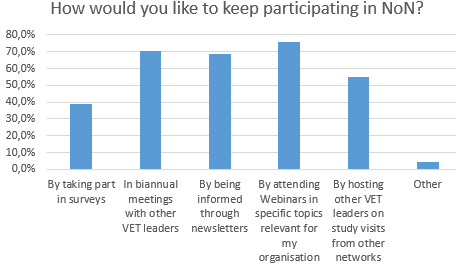 How would you like to keep participating in NoN?
80,0%
70,0%
60,0%
50,0%
40,0%
30,0%
20,0%
10,0%
0,0%
By taking part
in surveys
In biannual
meetings
with other
VET leaders
By being
informed
through
newsletters
By attending
Webinars in
specific topics
relevant for
my
organisation
By hosting
other VET
leaders on
study visits
from other
networks
Other